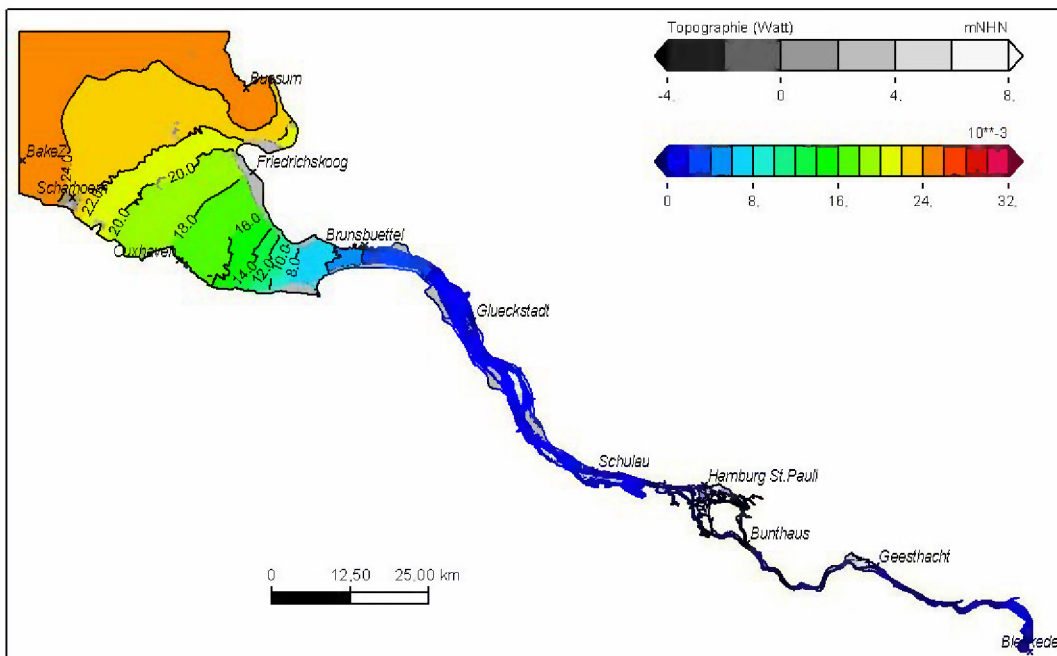 Topographie (Watt) mNHN
-4. 0 4. 8.
10**-3
0 8. 16. 24. 32.
Buesum
BakeZ
24.0
Friedrichskoog
Scharhoern
22.0
20.0
20.0
18.0
16.0
Cuxhaven
Brunsbuettel
14.0
12.0
10.0
8.0
Glueckstadt
Schulau
Hamburg St.Pauli
Bunthaus
Geesthacht
0 12,50 25,00 km
Bleckede